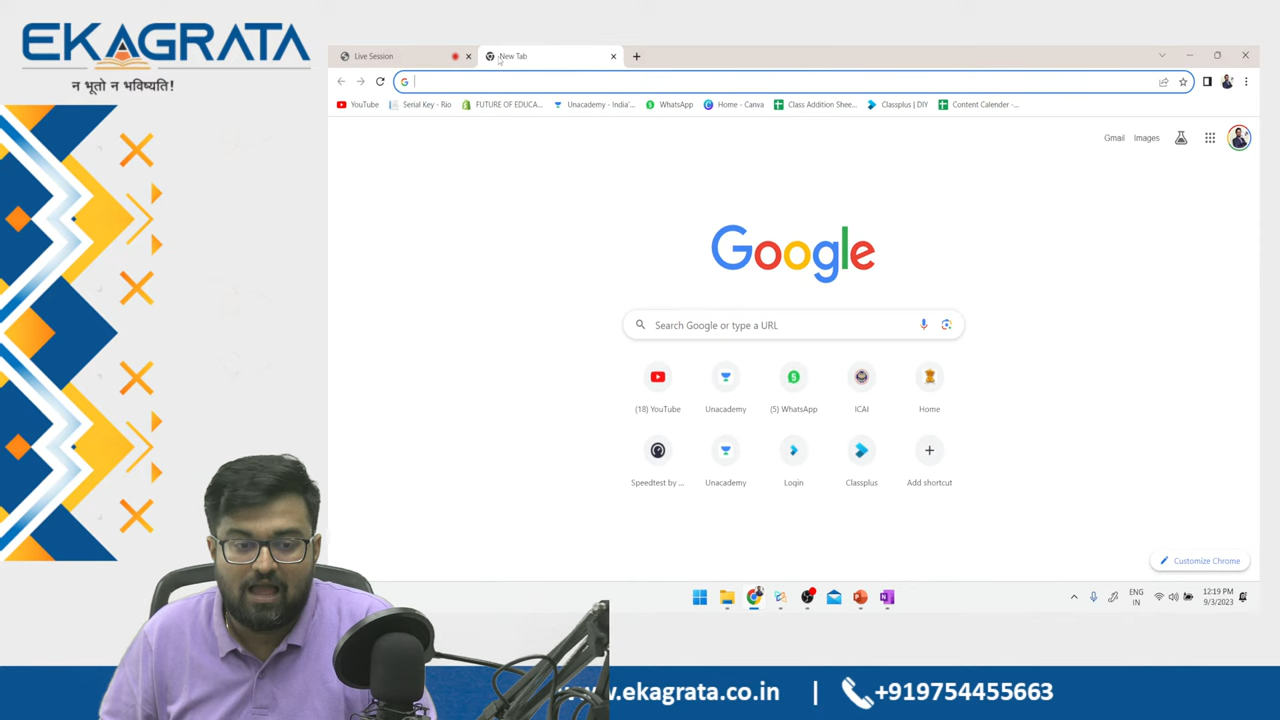 EKAGRATA
न भूतो न भविष्यति!
Live Session
New Tab
YouTube
Serial Key - Rio
FUTURE OF EDUCA...
Unacademy - India'...
WhatsApp
Home - Canva
Class Addition Shee...
Classplus | DIY
Content Calender -...
Gmail
Images
Google
Search Google or type a URL
(18) YouTube
Unacademy
(5) WhatsApp
ICAI
Home
Speedtest by ...
Unacademy
Login
Classplus
Add shortcut
Customize Chrome
ENG
IN
12:19 PM
9/3/2023
www.ekagrata.co.in | +919754455663